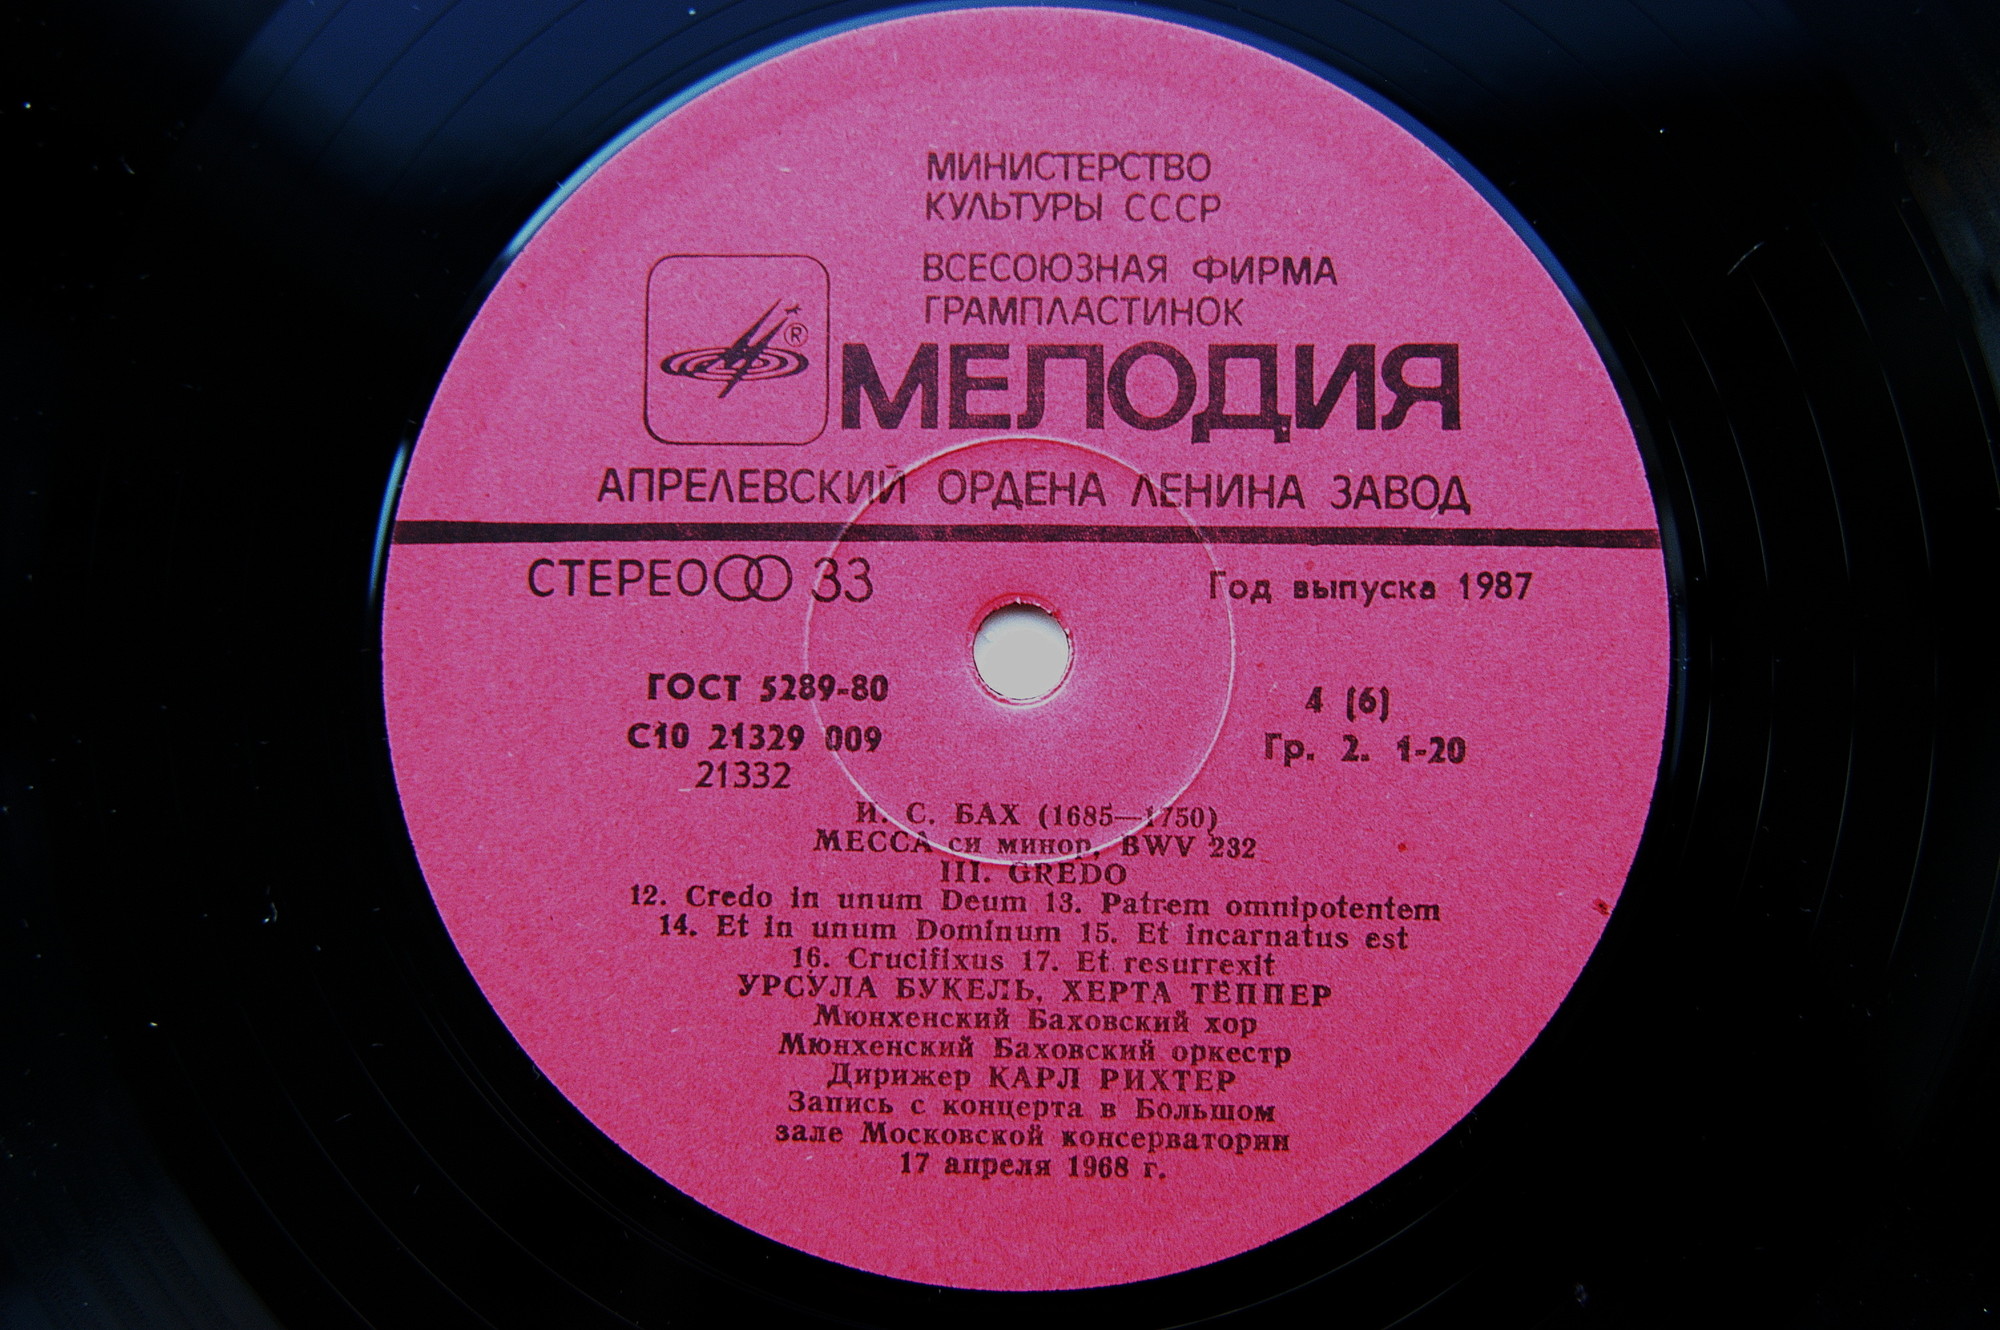 МИНИСТЕРСТВО
КУЛЬТУРЫ СССР
ВСЕСОЮЗНАЯ ФИРМА
ГРАМПЛАСТИНОК
®
МЕЛОДИЯ
АПРЕЛЕВСКИЙ ОРДЕНА ЛЕНИНА ЗАВОД
СТЕРЕО 33
Год выпуска 1987
ГОСТ 5289-80
С10 21329 009
21332
4 (6)
Гр. 2. 1-20
И. С. БАХ (1685—1750)
МЕССА си минор, BWV 232
III. GREDO
12. Credo in unum Deum 13. Patrem omnipotentem
14. Et in unum Dominum 15. Et incarnatus est
16. Crucifixus 17. Et resurrexit
УРСУЛА БУКЕЛЬ, ХЕРТА ТЁППЕР
Мюнхенский Баховский хор
Мюнхенский Баховский оркестр
Дирижер КАРЛ РИХТЕР
Запись с концерта в Большом
зале Московской консерватории
17 апреля 1968 г.